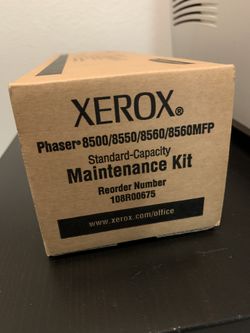 XEROX®
Phaser® 8500/8550/8560/8560MFP
Standard-Capacity
Maintenance Kit
Reorder Number
108R00675
www.xerox.com/office